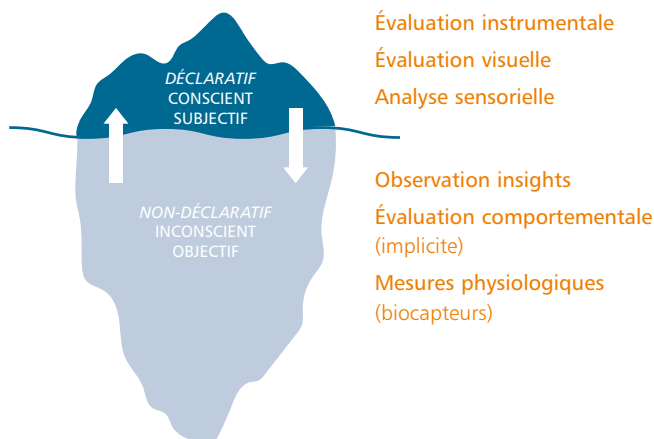 DÉCLARATIF
CONSCIENT
SUBJECTIF
NON-DÉCLARATIF
INCONSCIENT
OBJECTIF
Évaluation instrumentale
Évaluation visuelle
Analyse sensorielle
Observation insights
Évaluation comportementale
(implicite)
Mesures physiologiques
(biocapteurs)